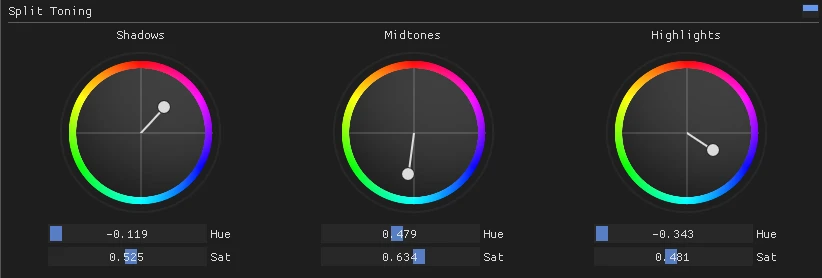 Split Toning
Shadows Midtones Highlights
-0.119 Hue 0.479 Hue -0.343 Hue
0.525 Sat 0.634 Sat 0.481 Sat